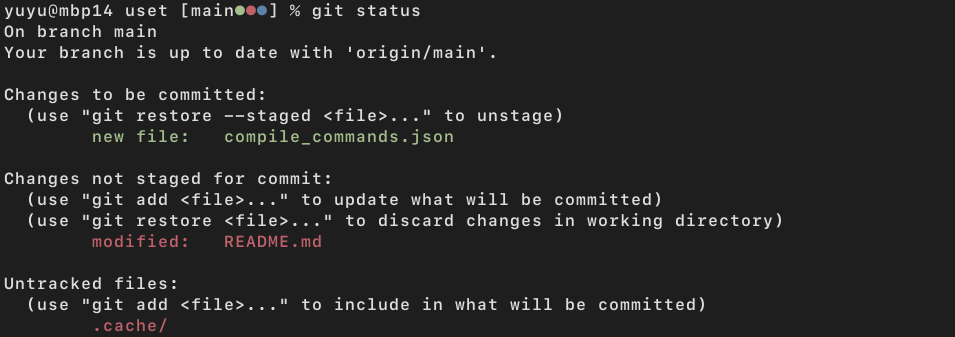 yuyu@mbp14 uset [main●●●] % git status
On branch main
Your branch is up to date with 'origin/main'.

Changes to be committed:
  (use "git restore --staged <file>..." to unstage)
        new file:   compile_commands.json

Changes not staged for commit:
  (use "git add <file>..." to update what will be committed)
  (use "git restore <file>..." to discard changes in working directory)
        modified:   README.md

Untracked files:
  (use "git add <file>..." to include in what will be committed)
        .cache/